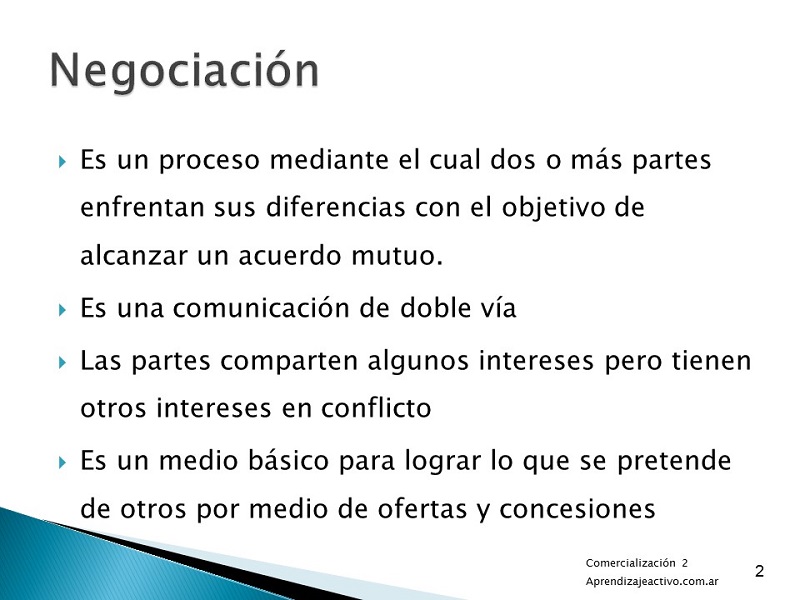 Negociación
Es un proceso mediante el cual dos o más partes
enfrentan sus diferencias con el objetivo de
alcanzar un acuerdo mutuo.
Es una comunicación de doble vía
Las partes comparten algunos intereses pero tienen
otros intereses en conflicto
Es un medio básico para lograr lo que se pretende
de otros por medio de ofertas y concesiones
Comercialización 2
Aprendizajeactivo.com.ar
2